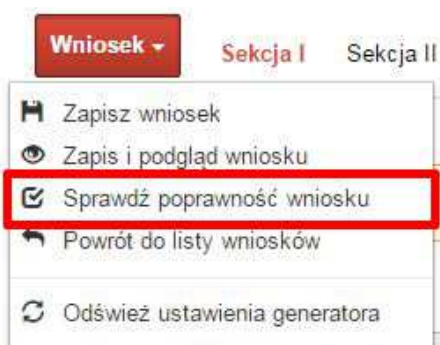 Wniosek Sekcja I Sekcja II
Zapisz wniosek
Zapis i podgląd wniosku
Sprawdź poprawność wniosku
Powrót do listy wniosków
Odśwież ustawienia generatora